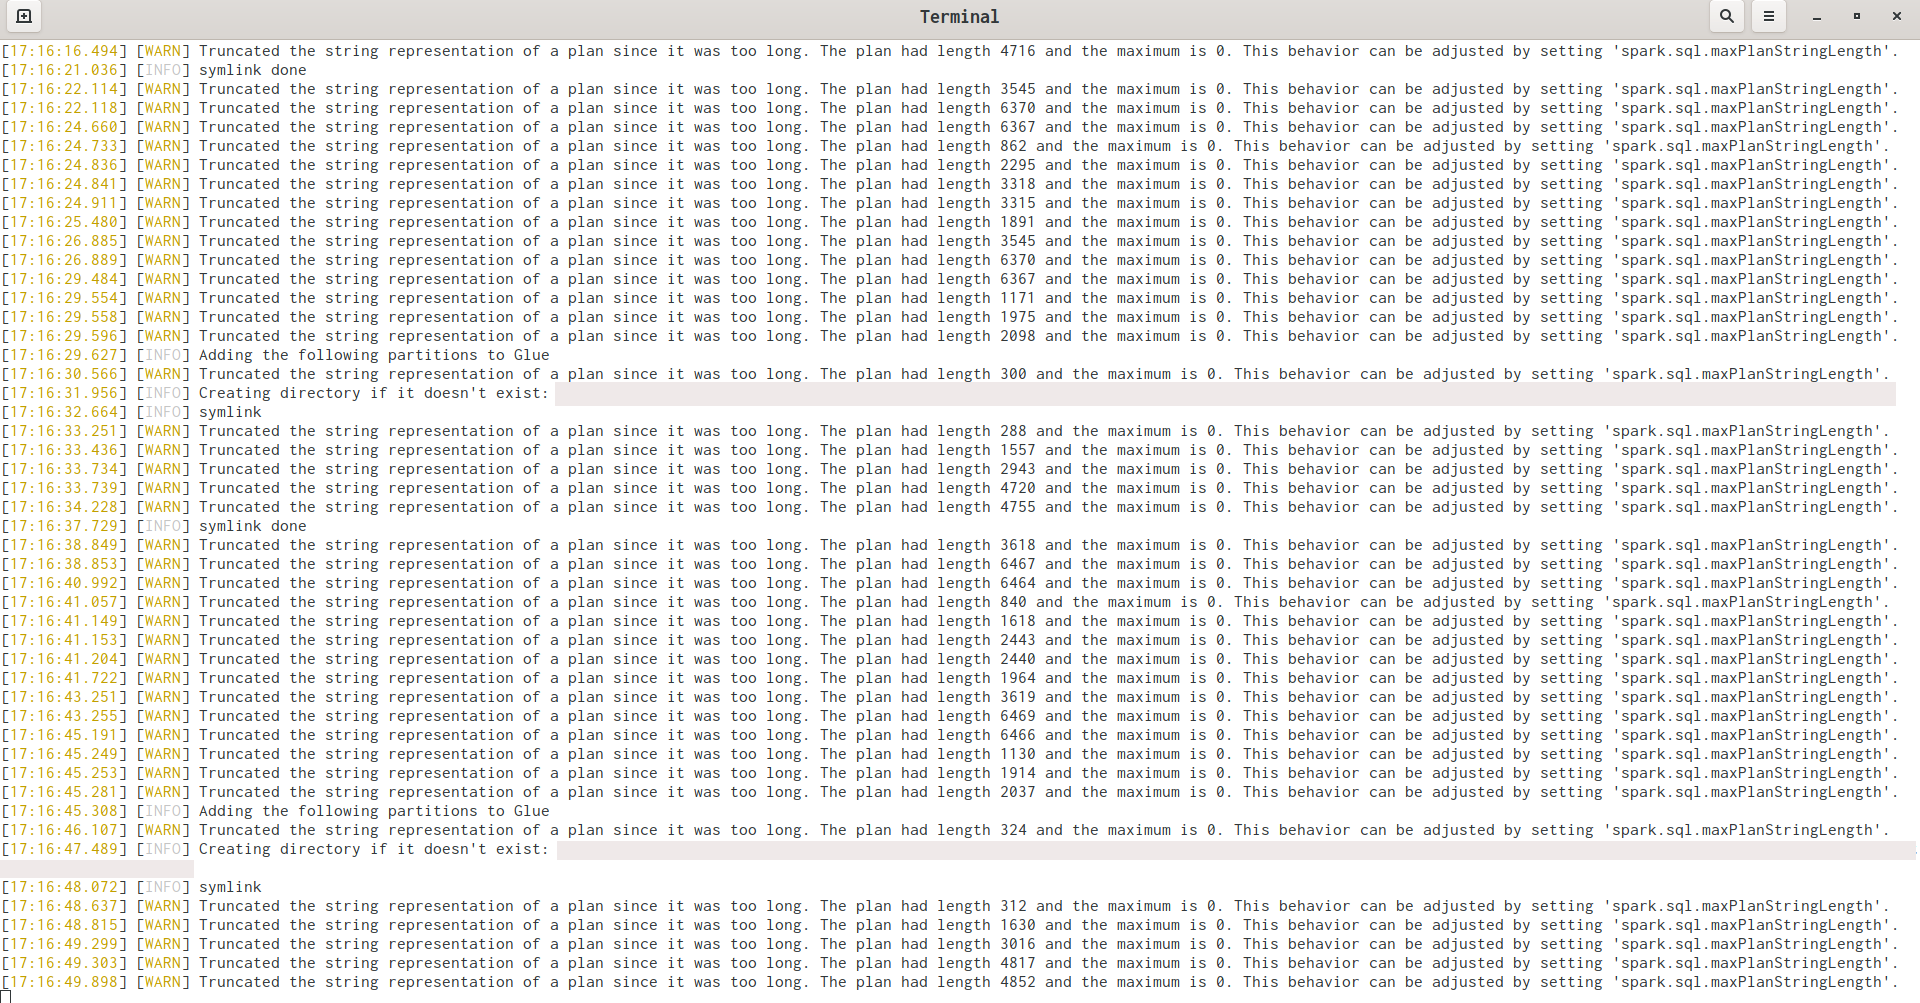 Terminal
[17:16:16.494] [WARN] Truncated the string representation of a plan since it was too long. The plan had length 4716 and the maximum is 0. This behavior can be adjusted by setting 'spark.sql.maxPlanStringLength'.
[17:16:21.036] [INFO] symlink done
[17:16:22.114] [WARN] Truncated the string representation of a plan since it was too long. The plan had length 3545 and the maximum is 0. This behavior can be adjusted by setting 'spark.sql.maxPlanStringLength'.
[17:16:22.118] [WARN] Truncated the string representation of a plan since it was too long. The plan had length 6370 and the maximum is 0. This behavior can be adjusted by setting 'spark.sql.maxPlanStringLength'.
[17:16:24.660] [WARN] Truncated the string representation of a plan since it was too long. The plan had length 6367 and the maximum is 0. This behavior can be adjusted by setting 'spark.sql.maxPlanStringLength'.
[17:16:24.733] [WARN] Truncated the string representation of a plan since it was too long. The plan had length 862 and the maximum is 0. This behavior can be adjusted by setting 'spark.sql.maxPlanStringLength'.
[17:16:24.836] [WARN] Truncated the string representation of a plan since it was too long. The plan had length 2295 and the maximum is 0. This behavior can be adjusted by setting 'spark.sql.maxPlanStringLength'.
[17:16:24.841] [WARN] Truncated the string representation of a plan since it was too long. The plan had length 3318 and the maximum is 0. This behavior can be adjusted by setting 'spark.sql.maxPlanStringLength'.
[17:16:24.911] [WARN] Truncated the string representation of a plan since it was too long. The plan had length 3315 and the maximum is 0. This behavior can be adjusted by setting 'spark.sql.maxPlanStringLength'.
[17:16:25.480] [WARN] Truncated the string representation of a plan since it was too long. The plan had length 1891 and the maximum is 0. This behavior can be adjusted by setting 'spark.sql.maxPlanStringLength'.
[17:16:26.885] [WARN] Truncated the string representation of a plan since it was too long. The plan had length 3545 and the maximum is 0. This behavior can be adjusted by setting 'spark.sql.maxPlanStringLength'.
[17:16:26.889] [WARN] Truncated the string representation of a plan since it was too long. The plan had length 6370 and the maximum is 0. This behavior can be adjusted by setting 'spark.sql.maxPlanStringLength'.
[17:16:29.484] [WARN] Truncated the string representation of a plan since it was too long. The plan had length 6367 and the maximum is 0. This behavior can be adjusted by setting 'spark.sql.maxPlanStringLength'.
[17:16:29.554] [WARN] Truncated the string representation of a plan since it was too long. The plan had length 1171 and the maximum is 0. This behavior can be adjusted by setting 'spark.sql.maxPlanStringLength'.
[17:16:29.558] [WARN] Truncated the string representation of a plan since it was too long. The plan had length 1975 and the maximum is 0. This behavior can be adjusted by setting 'spark.sql.maxPlanStringLength'.
[17:16:29.596] [WARN] Truncated the string representation of a plan since it was too long. The plan had length 2098 and the maximum is 0. This behavior can be adjusted by setting 'spark.sql.maxPlanStringLength'.
[17:16:29.627] [INFO] Adding the following partitions to Glue
[17:16:30.566] [WARN] Truncated the string representation of a plan since it was too long. The plan had length 300 and the maximum is 0. This behavior can be adjusted by setting 'spark.sql.maxPlanStringLength'.
[17:16:31.956] [INFO] Creating directory if it doesn't exist:
[17:16:32.664] [INFO] symlink
[17:16:33.251] [WARN] Truncated the string representation of a plan since it was too long. The plan had length 288 and the maximum is 0. This behavior can be adjusted by setting 'spark.sql.maxPlanStringLength'.
[17:16:33.436] [WARN] Truncated the string representation of a plan since it was too long. The plan had length 1557 and the maximum is 0. This behavior can be adjusted by setting 'spark.sql.maxPlanStringLength'.
[17:16:33.734] [WARN] Truncated the string representation of a plan since it was too long. The plan had length 2943 and the maximum is 0. This behavior can be adjusted by setting 'spark.sql.maxPlanStringLength'.
[17:16:33.739] [WARN] Truncated the string representation of a plan since it was too long. The plan had length 4720 and the maximum is 0. This behavior can be adjusted by setting 'spark.sql.maxPlanStringLength'.
[17:16:34.228] [WARN] Truncated the string representation of a plan since it was too long. The plan had length 4755 and the maximum is 0. This behavior can be adjusted by setting 'spark.sql.maxPlanStringLength'.
[17:16:37.729] [INFO] symlink done
[17:16:38.849] [WARN] Truncated the string representation of a plan since it was too long. The plan had length 3618 and the maximum is 0. This behavior can be adjusted by setting 'spark.sql.maxPlanStringLength'.
[17:16:38.853] [WARN] Truncated the string representation of a plan since it was too long. The plan had length 6467 and the maximum is 0. This behavior can be adjusted by setting 'spark.sql.maxPlanStringLength'.
[17:16:40.992] [WARN] Truncated the string representation of a plan since it was too long. The plan had length 6464 and the maximum is 0. This behavior can be adjusted by setting 'spark.sql.maxPlanStringLength'.
[17:16:41.057] [WARN] Truncated the string representation of a plan since it was too long. The plan had length 840 and the maximum is 0. This behavior can be adjusted by setting 'spark.sql.maxPlanStringLength'.
[17:16:41.149] [WARN] Truncated the string representation of a plan since it was too long. The plan had length 1618 and the maximum is 0. This behavior can be adjusted by setting 'spark.sql.maxPlanStringLength'.
[17:16:41.153] [WARN] Truncated the string representation of a plan since it was too long. The plan had length 2443 and the maximum is 0. This behavior can be adjusted by setting 'spark.sql.maxPlanStringLength'.
[17:16:41.204] [WARN] Truncated the string representation of a plan since it was too long. The plan had length 2440 and the maximum is 0. This behavior can be adjusted by setting 'spark.sql.maxPlanStringLength'.
[17:16:41.722] [WARN] Truncated the string representation of a plan since it was too long. The plan had length 1964 and the maximum is 0. This behavior can be adjusted by setting 'spark.sql.maxPlanStringLength'.
[17:16:43.251] [WARN] Truncated the string representation of a plan since it was too long. The plan had length 3619 and the maximum is 0. This behavior can be adjusted by setting 'spark.sql.maxPlanStringLength'.
[17:16:43.255] [WARN] Truncated the string representation of a plan since it was too long. The plan had length 6469 and the maximum is 0. This behavior can be adjusted by setting 'spark.sql.maxPlanStringLength'.
[17:16:45.191] [WARN] Truncated the string representation of a plan since it was too long. The plan had length 6466 and the maximum is 0. This behavior can be adjusted by setting 'spark.sql.maxPlanStringLength'.
[17:16:45.249] [WARN] Truncated the string representation of a plan since it was too long. The plan had length 1130 and the maximum is 0. This behavior can be adjusted by setting 'spark.sql.maxPlanStringLength'.
[17:16:45.253] [WARN] Truncated the string representation of a plan since it was too long. The plan had length 1914 and the maximum is 0. This behavior can be adjusted by setting 'spark.sql.maxPlanStringLength'.
[17:16:45.281] [WARN] Truncated the string representation of a plan since it was too long. The plan had length 2037 and the maximum is 0. This behavior can be adjusted by setting 'spark.sql.maxPlanStringLength'.
[17:16:45.308] [INFO] Adding the following partitions to Glue
[17:16:46.107] [WARN] Truncated the string representation of a plan since it was too long. The plan had length 324 and the maximum is 0. This behavior can be adjusted by setting 'spark.sql.maxPlanStringLength'.
[17:16:47.489] [INFO] Creating directory if it doesn't exist:
[17:16:48.072] [INFO] symlink
[17:16:48.637] [WARN] Truncated the string representation of a plan since it was too long. The plan had length 312 and the maximum is 0. This behavior can be adjusted by setting 'spark.sql.maxPlanStringLength'.
[17:16:48.815] [WARN] Truncated the string representation of a plan since it was too long. The plan had length 1630 and the maximum is 0. This behavior can be adjusted by setting 'spark.sql.maxPlanStringLength'.
[17:16:49.299] [WARN] Truncated the string representation of a plan since it was too long. The plan had length 3016 and the maximum is 0. This behavior can be adjusted by setting 'spark.sql.maxPlanStringLength'.
[17:16:49.303] [WARN] Truncated the string representation of a plan since it was too long. The plan had length 4817 and the maximum is 0. This behavior can be adjusted by setting 'spark.sql.maxPlanStringLength'.
[17:16:49.898] [WARN] Truncated the string representation of a plan since it was too long. The plan had length 4852 and the maximum is 0. This behavior can be adjusted by setting 'spark.sql.maxPlanStringLength'.